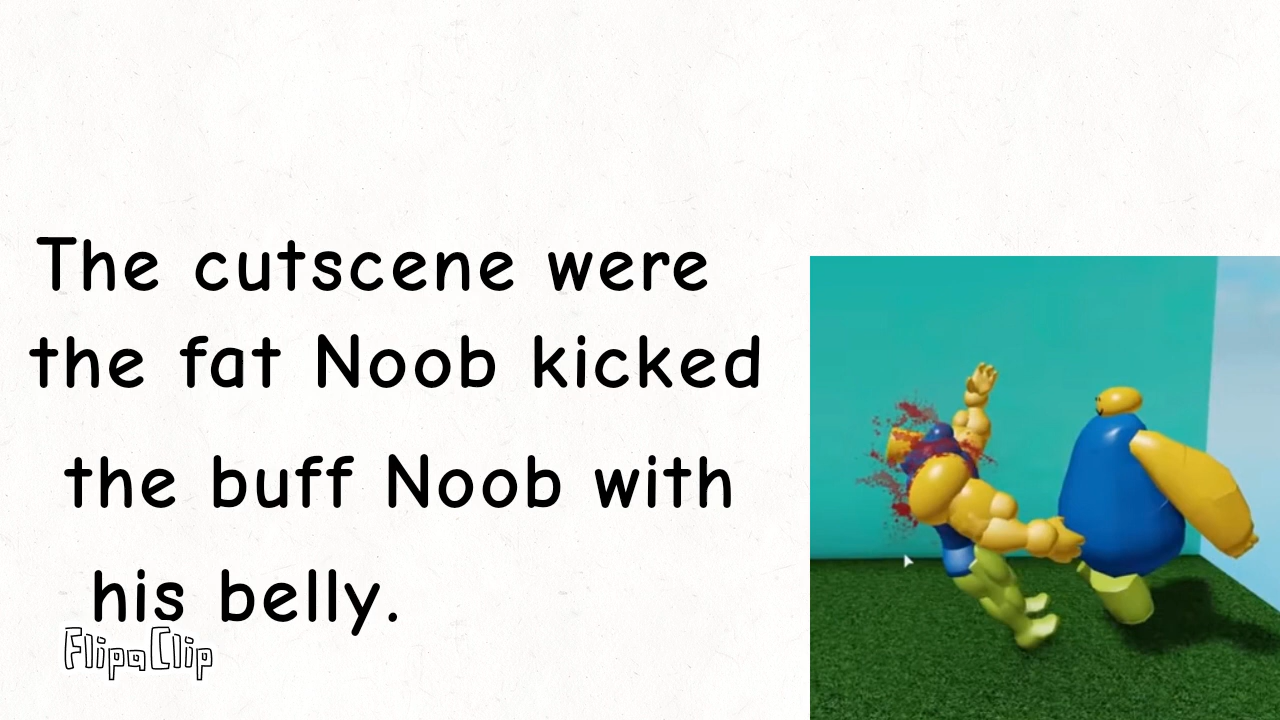 The cutscene were
the fat Noob kicked
the buff Noob with
his belly.
FlipaClip